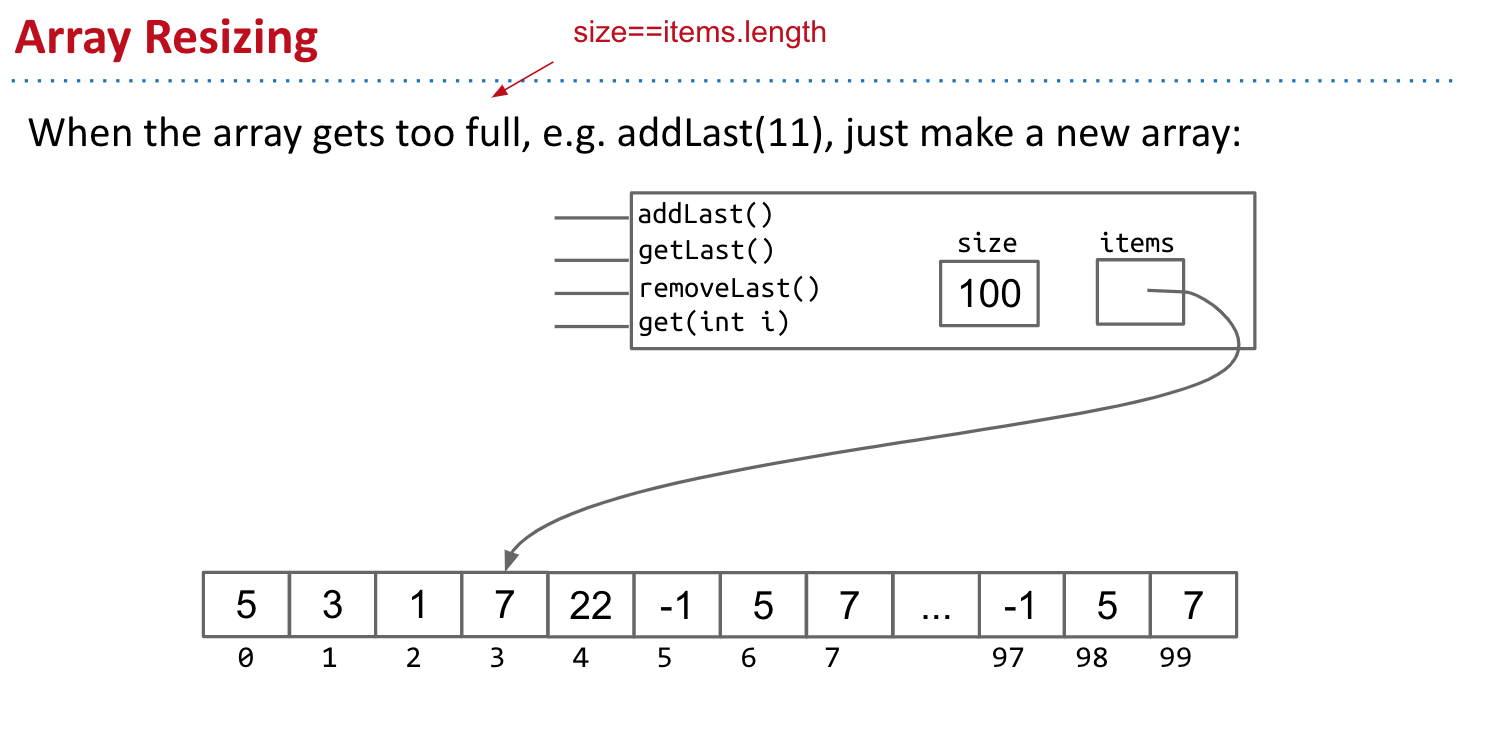 Array Resizing
size==items.length
When the array gets too full, e.g. addLast(11), just make a new array:
addLast()
getLast()
removeLast()
get(int i)
size
items
100
5 3 1 7 22 -1 5 7 ... -1 5 7
0 1 2 3 4 5 6 7 97 98 99